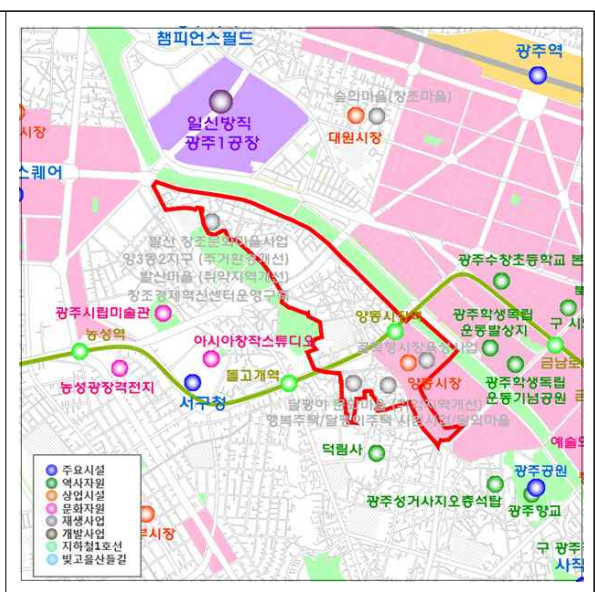 챔피언스필드
광주역
숲의마을(창조마을)
일신방직
광주1공장
시장
대원시장
스퀘어
발산 창조문화마을사업
양3동2지구 (주거환경개선)
발산마을 (취약지역개선)
창조경제혁신센터운영구축
광주수창초등학교 본
북
광주시립미술관
양동시장역
광주학생독립
운동발상지
구 시
농성역
아시아창작스튜디오
금남로
농성광장격전지
돌고개역
서구청
양동시장
광주학생독립
운동기념공원
금
행복주택/달팽이주택 시범사업/달의마을
예술의
덕림사
주요시설
역사자원
상업시설
문화자원
재생사업
개발사업
지하철1호선
빛고을산들길
시장
광주공원
광주성거사지오층석탑
광주향교
구 광주
사직